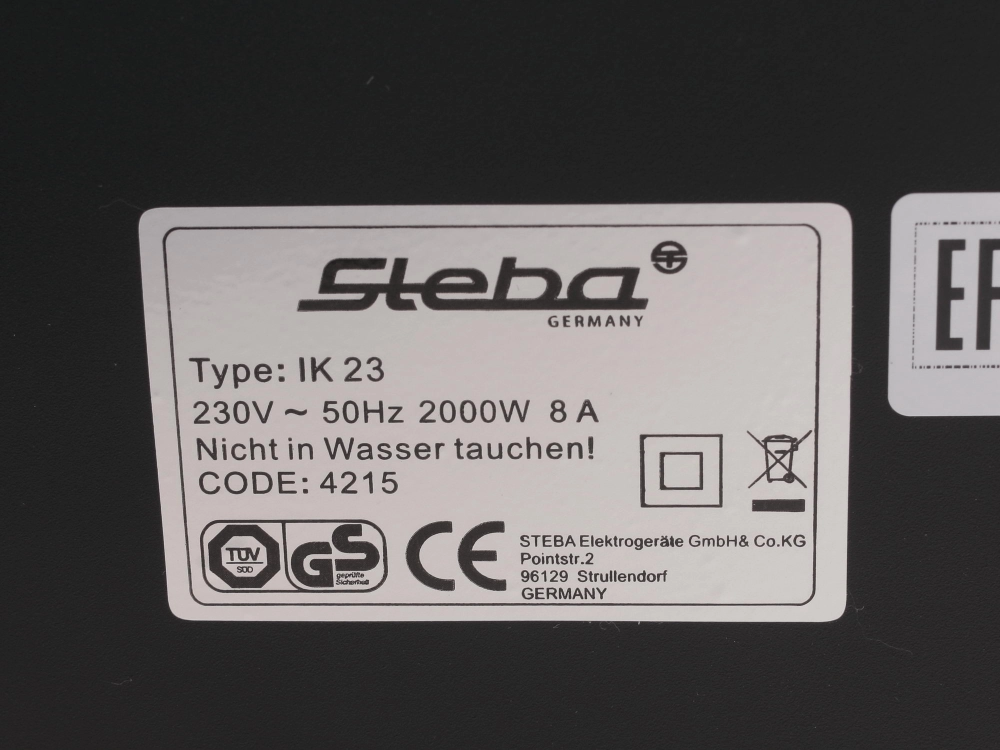 Steba
GERMANY
Type: IK 23
230V ~ 50Hz 2000W 8 A
Nicht in Wasser tauchen!
CODE: 4215
TÜV
SÜD
GS
geprüfte
Sicherheit
CE
STEBA Elektrogeräte GmbH& Co.KG
Pointstr.2
96129 Strullendorf
GERMANY